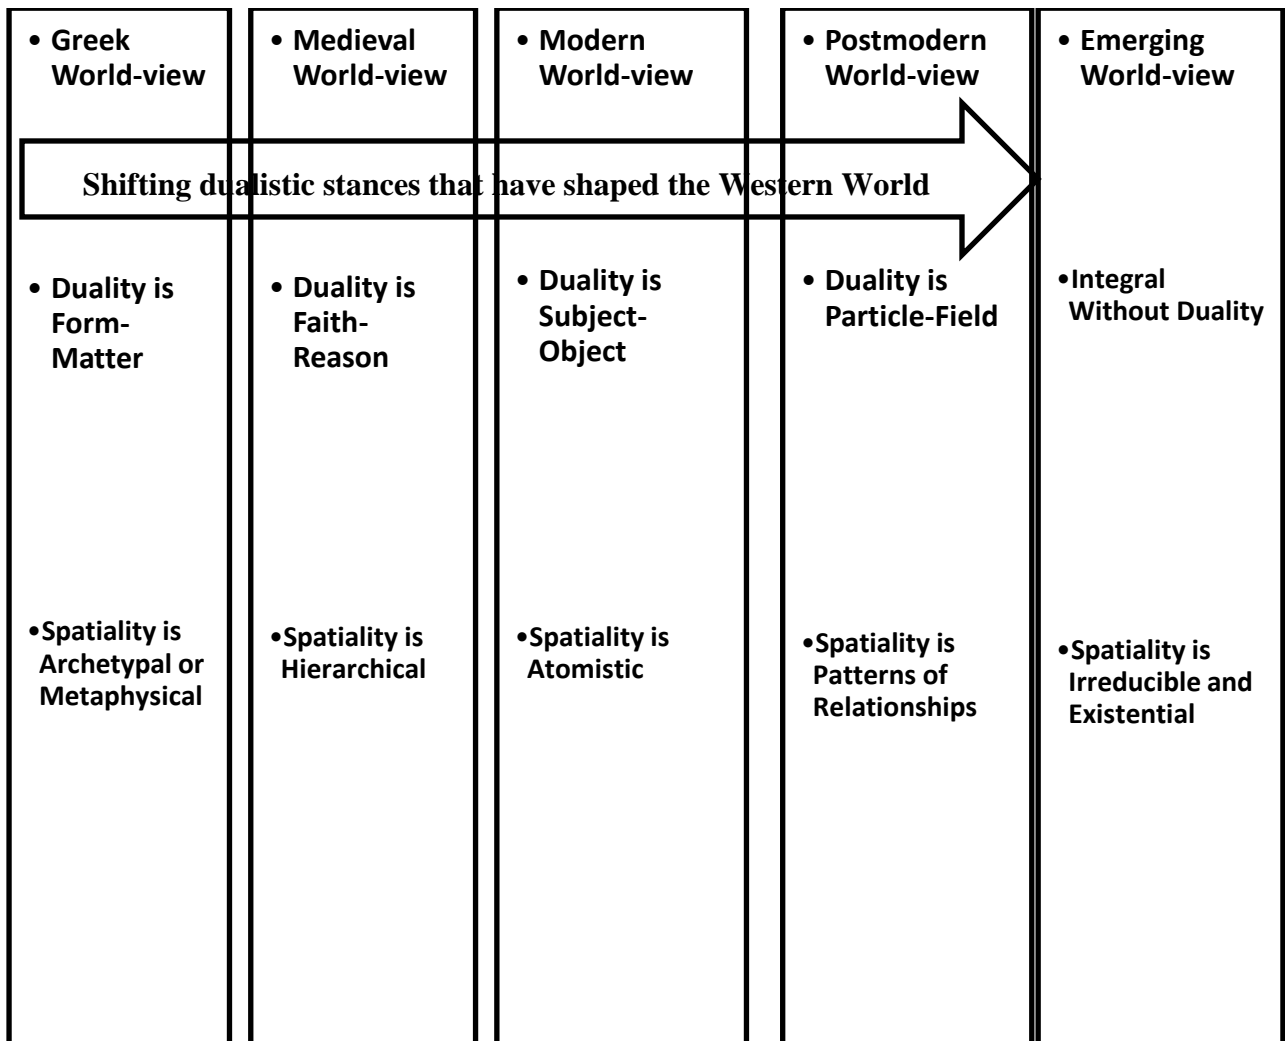 • Greek
World-view
• Medieval
World-view
• Modern
World-view
• Postmodern
World-view
• Emerging
World-view
Shifting dualistic stances that have shaped the Western World
• Duality is
Form-
Matter
• Duality is
Faith-
Reason
• Duality is
Subject-
Object
• Duality is
Particle-Field
•Integral
Without Duality
•Spatiality is
Archetypal or
Metaphysical
•Spatiality is
Hierarchical
•Spatiality is
Atomistic
•Spatiality is
Patterns of
Relationships
•Spatiality is
Irreducible and
Existential